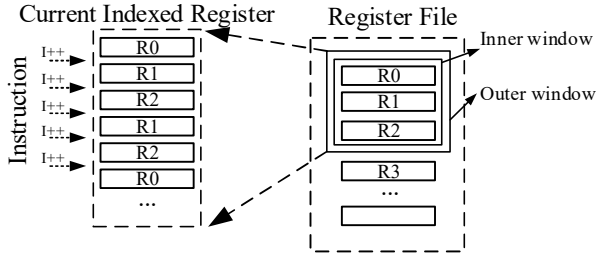 Current Indexed Register
Instruction
I++
I++
I++
I++
I++
R0
R1
R2
R1
R2
R0
...
Register File
R0
R1
R2
R3
...
Inner window
Outer window